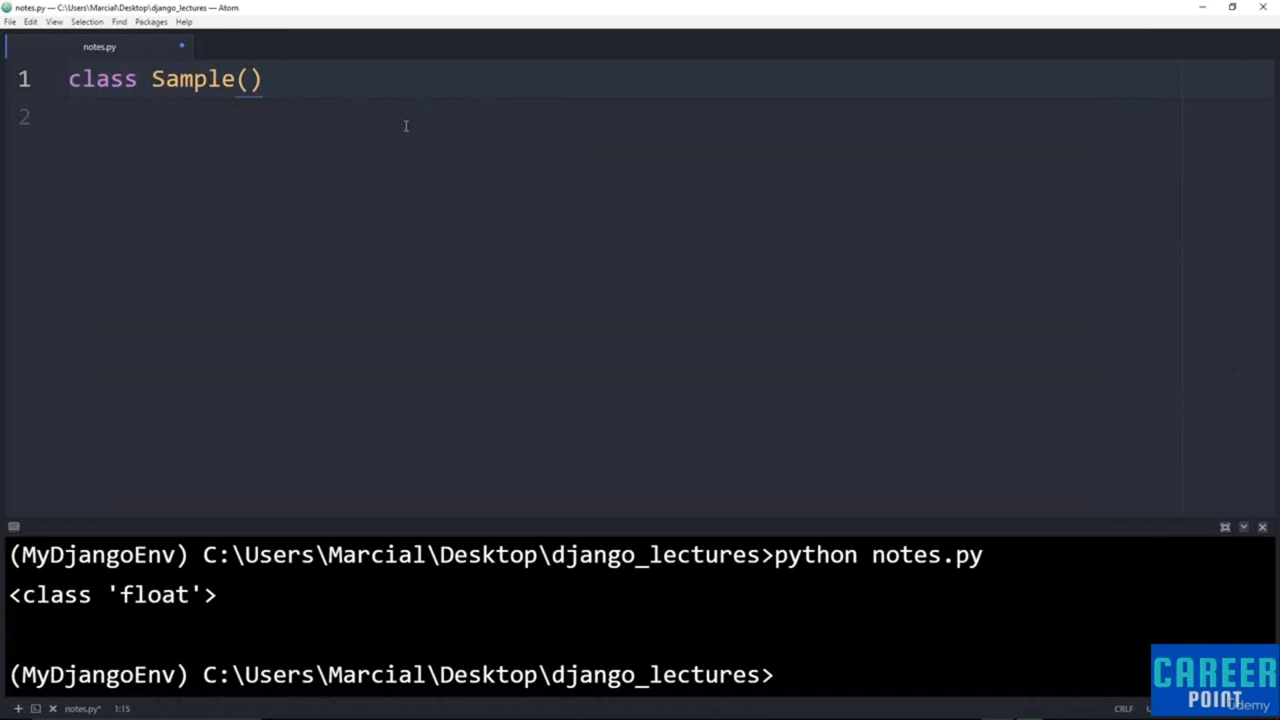 notes.py — C:\Users\Marcial\Desktop\django_lectures — Atom
File Edit View Selection Find Packages Help
notes.py
1 class Sample()
2
(MyDjangoEnv) C:\Users\Marcial\Desktop\django_lectures>python notes.py
<class 'float'>
(MyDjangoEnv) C:\Users\Marcial\Desktop\django_lectures>
CAREER
POINT
Udemy
notes.py* 1:15 CRLF